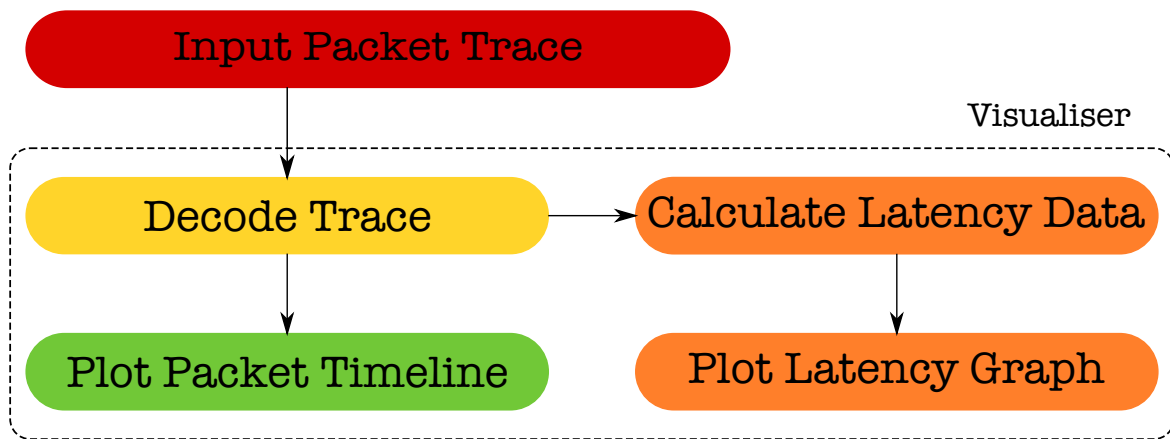 Input Packet Trace
Visualiser
Decode Trace
Calculate Latency Data
Plot Packet Timeline
Plot Latency Graph